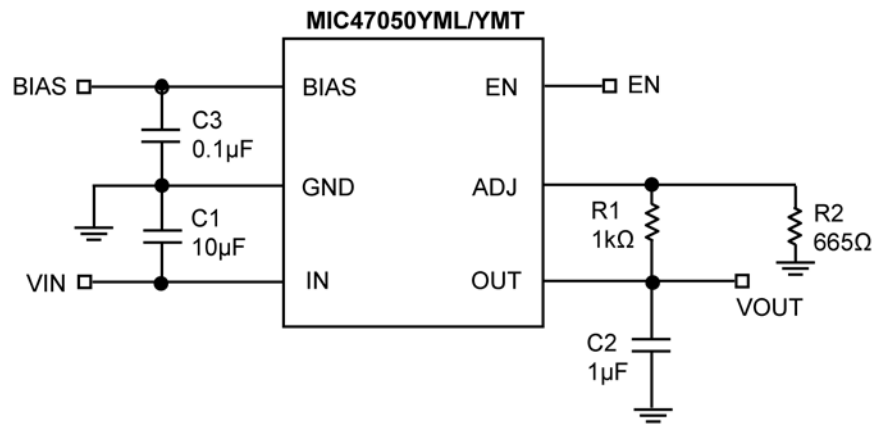 MIC47050YML/YMT
BIAS
BIAS
EN
EN
C3
0.1µF
GND
ADJ
C1
10µF
R1
1kΩ
R2
665Ω
VIN
IN
OUT
VOUT
C2
1µF